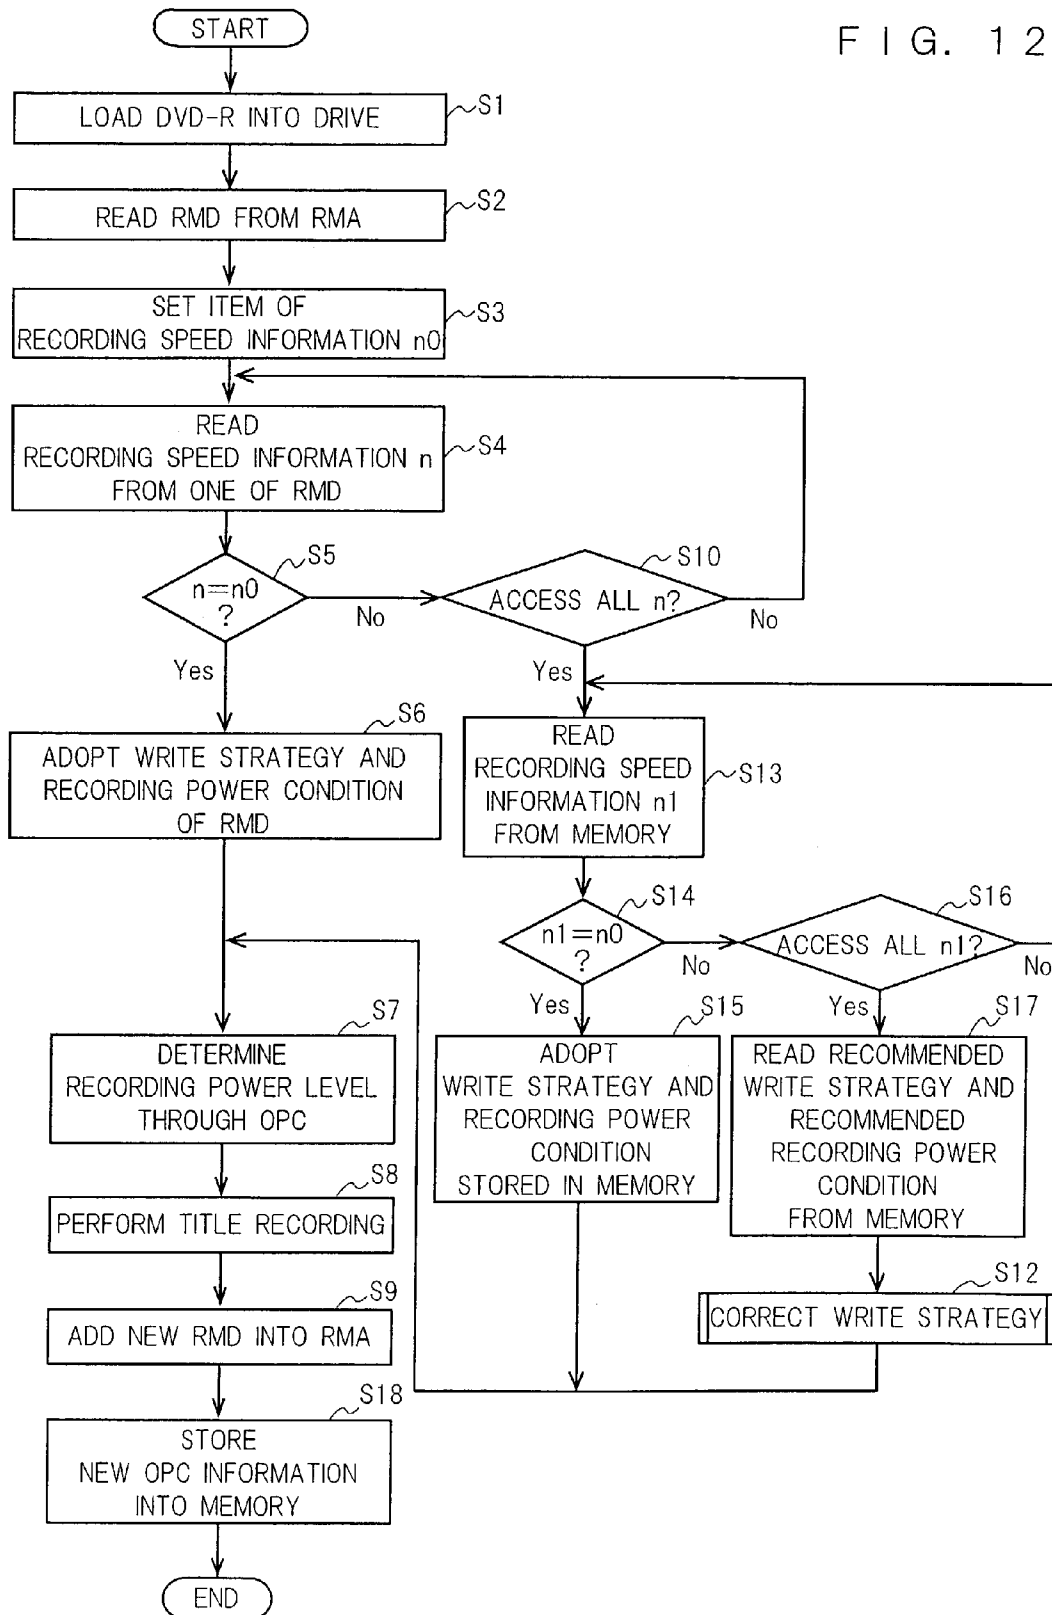 START
FIG. 12
LOAD DVD-R INTO DRIVE
S1
READ RMD FROM RMA
S2
SET ITEM OF
RECORDING SPEED INFORMATION n0
S3
READ
RECORDING SPEED INFORMATION n
FROM ONE OF RMD
S4
n=n0
?
S5
No
Yes
ACCESS ALL n?
S10
No
Yes
ADOPT WRITE STRATEGY AND
RECORDING POWER CONDITION
OF RMD
S6
READ
RECORDING SPEED
INFORMATION n1
FROM MEMORY
S13
n1=n0
?
S14
No
Yes
ACCESS ALL n1?
S16
No
Yes
DETERMINE
RECORDING POWER LEVEL
THROUGH OPC
S7
ADOPT
WRITE STRATEGY AND
RECORDING POWER
CONDITION
STORED IN MEMORY
S15
READ RECOMMENDED
WRITE STRATEGY AND
RECOMMENDED
RECORDING POWER
CONDITION
FROM MEMORY
S17
PERFORM TITLE RECORDING
S8
CORRECT WRITE STRATEGY
S12
ADD NEW RMD INTO RMA
S9
STORE
NEW OPC INFORMATION
INTO MEMORY
S18
END